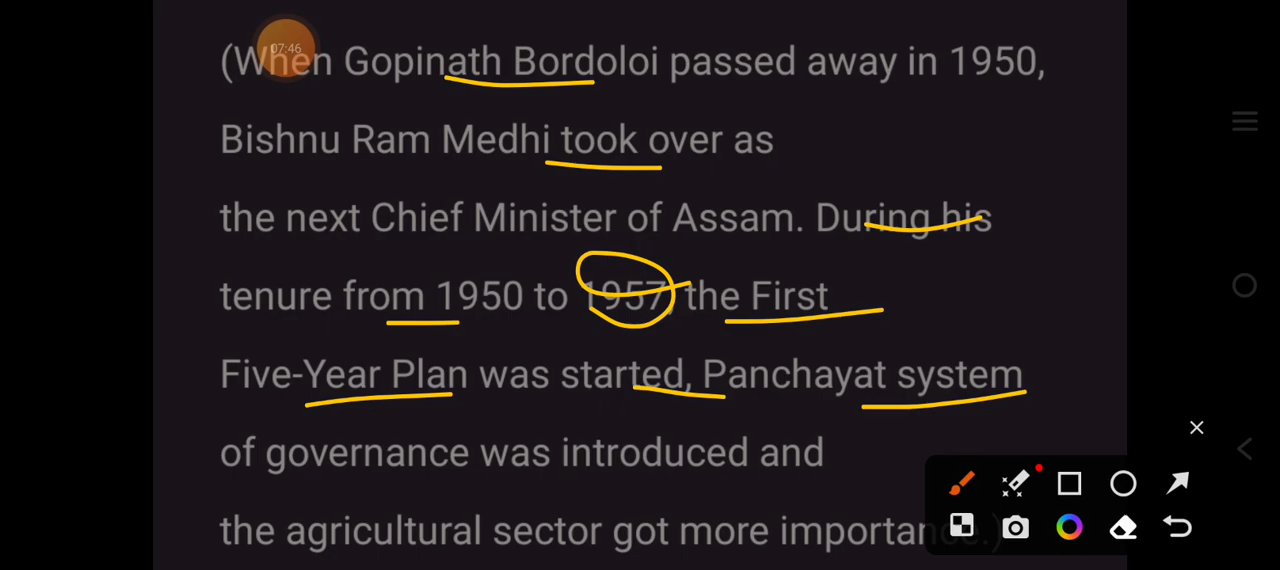 07:46
(When Gopinath Bordoloi passed away in 1950,
Bishnu Ram Medhi took over as
the next Chief Minister of Assam. During his
tenure from 1950 to 1957, the First
Five-Year Plan was started, Panchayat system
of governance was introduced and
the agricultural sector got more importance.)